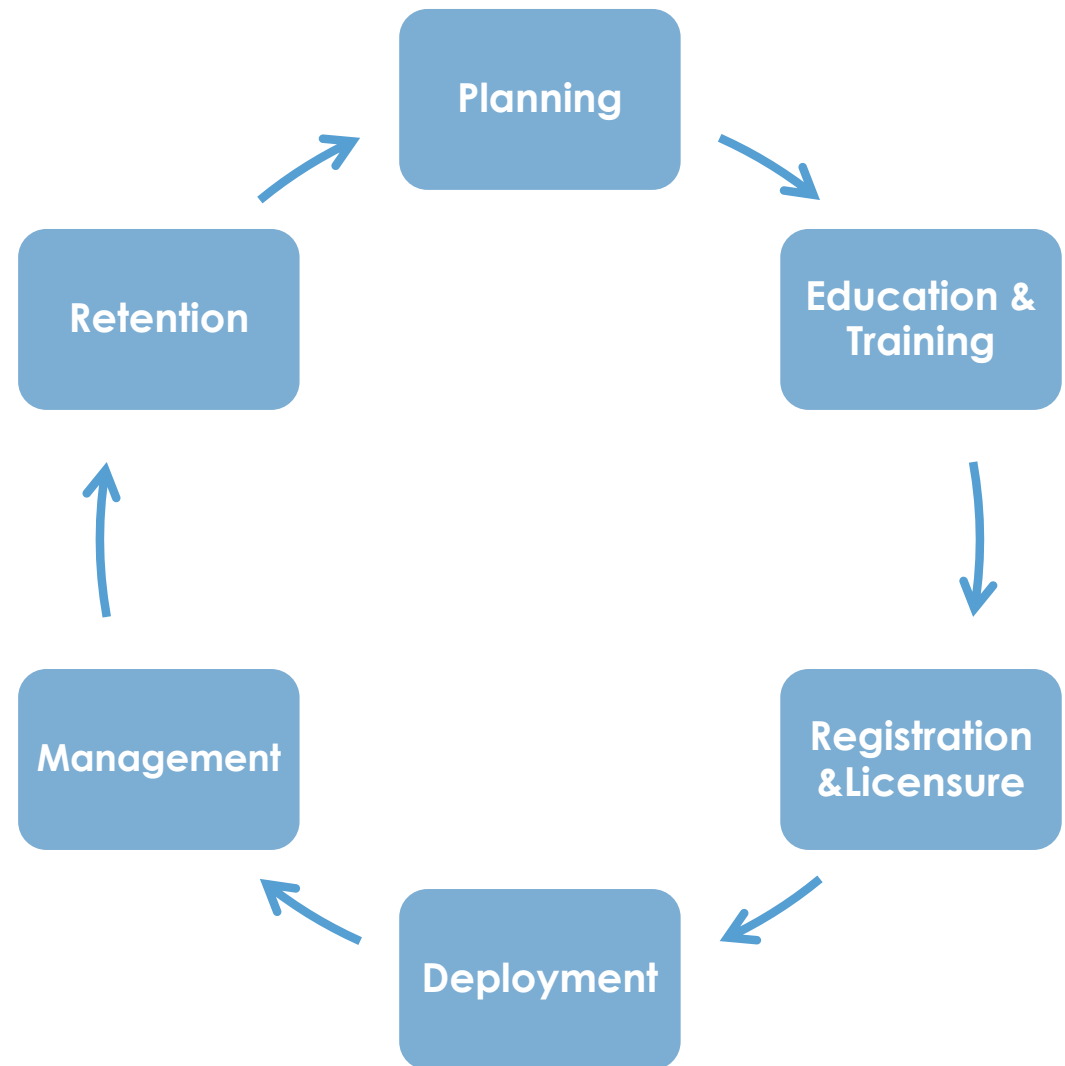 Planning
Education &
Training
Registration
&Licensure
Deployment
Management
Retention